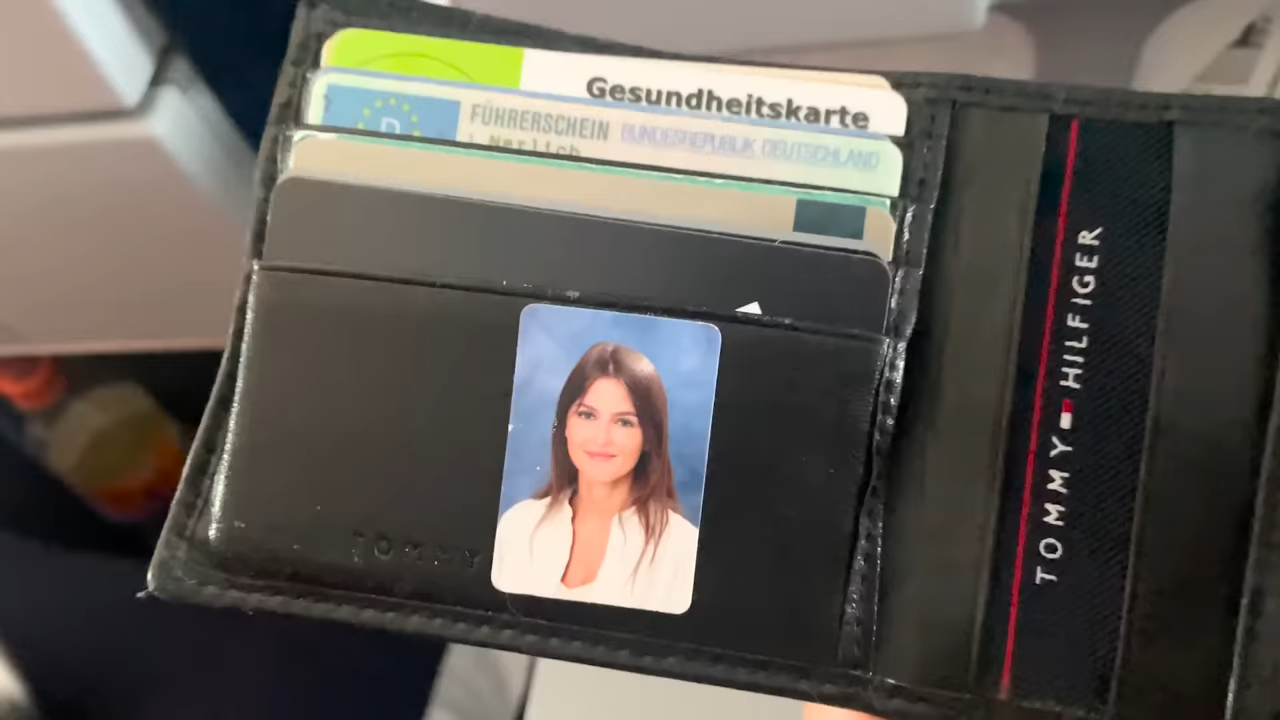 Gesundheitskarte
FÜHRERSCHEIN BUNDESREPUBLIK DEUTSCHLAND
D
TOMMY HILFIGER
TOMMY